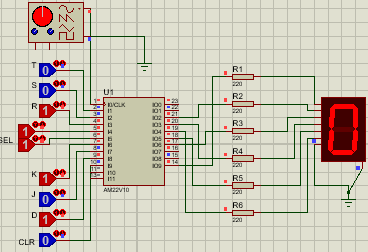 T 0
S 0
R 1
SEL 1
1
K 1
J 0
D 1
CLR 0
U1
1 I0/CLK IO0 23
2 I1 IO1 22
3 I2 IO2 21
4 I3 IO3 20
5 I4 IO4 19
6 I5 IO5 18
7 I6 IO6 17
8 I7 IO7 16
9 I8 IO8 15
10 I9 IO9 14
11 I10
13 I11
AM22V10
R1
220
R2
220
R3
220
R4
220
R5
220
R6
220